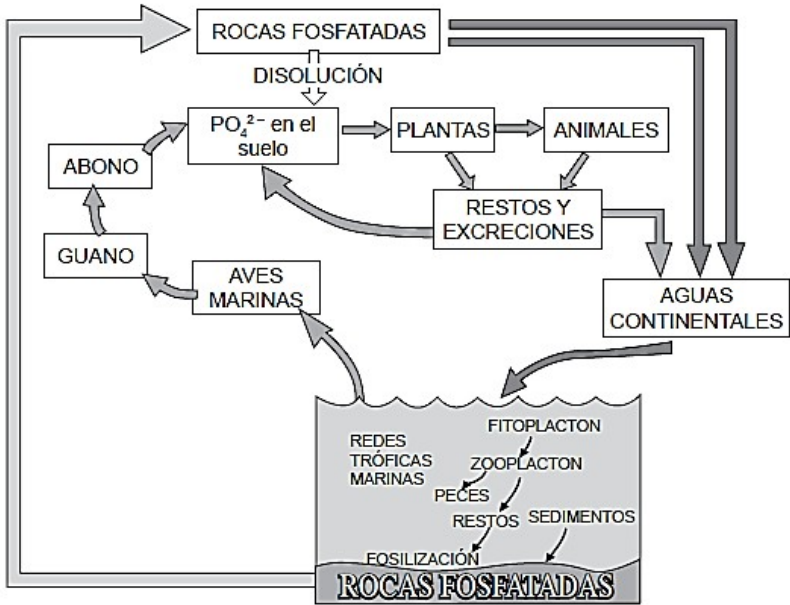 ROCAS FOSFATADAS
DISOLUCIÓN
PO₄²⁻ en el
suelo
PLANTAS
ANIMALES
ABONO
RESTOS Y
EXCRECIONES
GUANO
AVES
MARINAS
AGUAS
CONTINENTALES
REDES
TRÓFICAS
MARINAS
FITOPLACTON
ZOOPLACTON
PECES
RESTOS
SEDIMENTOS
FOSILIZACIÓN
ROCAS FOSFATADAS